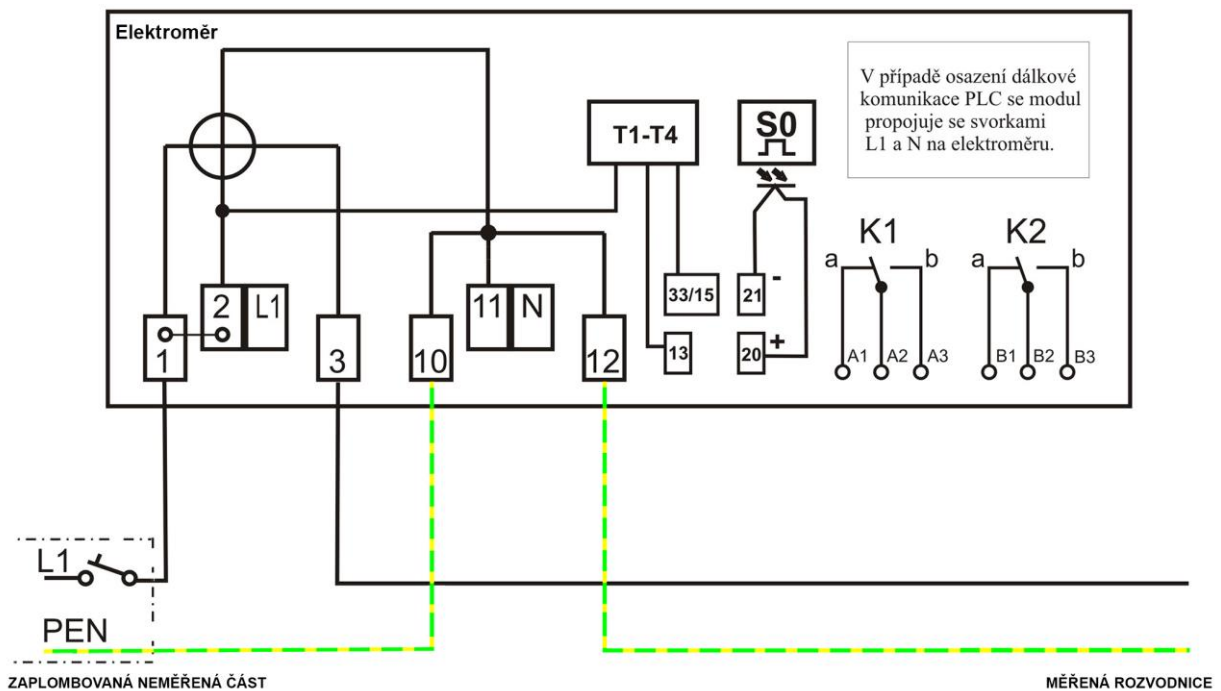 Elektroměr
V případě osazení dálkové
komunikace PLC se modul
propojuje se svorkami
L1 a N na elektroměru.
T1-T4
S0
K1
K2
a
b
a
b
2
L1
11
N
33/15
21
-
1
3
10
12
13
20
+
A1
A2
A3
B1
B2
B3
L1
PEN
ZAPLOMBOVANÁ NEMĚŘENÁ ČÁST
MĚŘENÁ ROZVODNICE